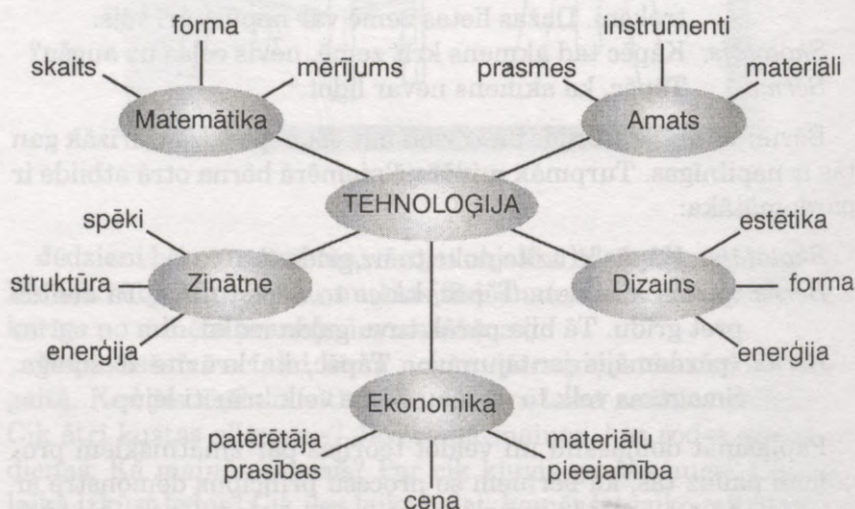 forma
instrumenti
skaits
mērījums
prasmes
materiāli
Matemātika
Amats
TEHNOLOĢIJA
spēki
estētika
struktūra
Zinātne
Dizains
forma
enerģija
enerģija
Ekonomika
patērētāja
prasības
materiālu
pieejamība
cena